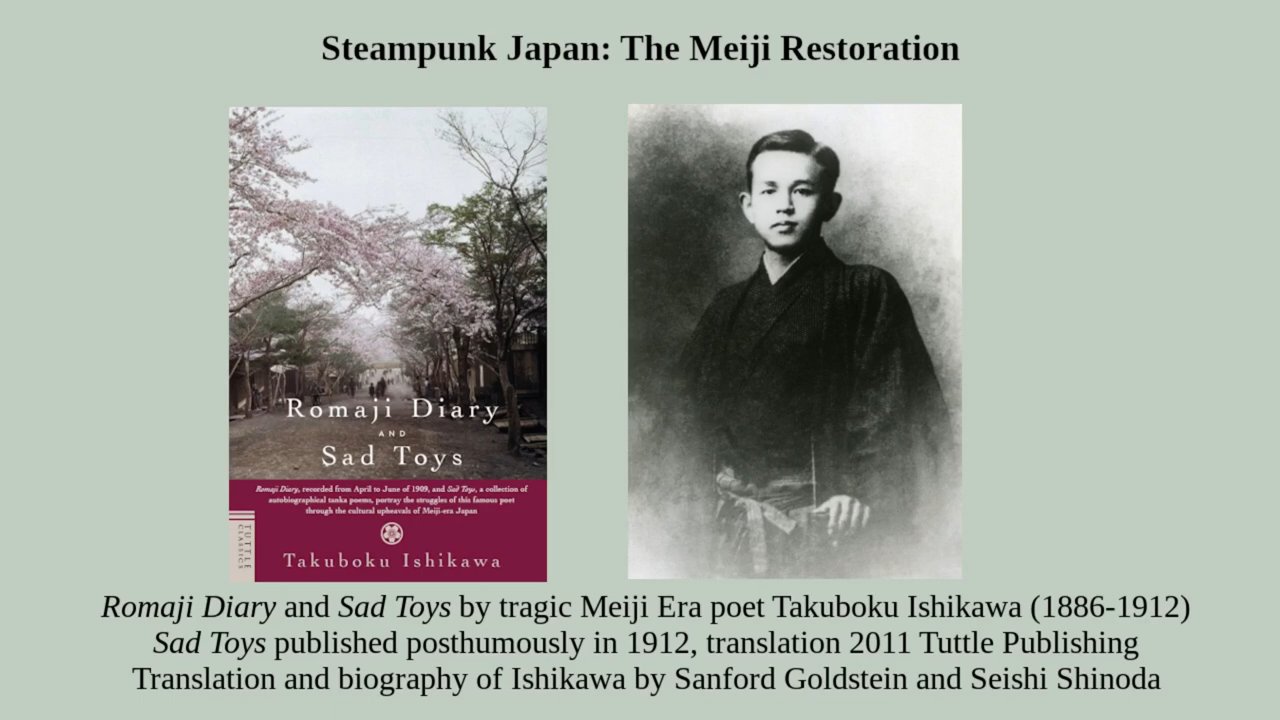 Steampunk Japan: The Meiji Restoration
Romaji Diary
AND
Sad Toys
Romaji Diary, recorded from April to June of 1909, and Sad Toys, a collection of
autobiographical tanka poems, portray the struggles of this famous poet
through the cultural upheavals of Meiji-era Japan
TUTTLE
CLASSICS
Takuboku Ishikawa
Romaji Diary and Sad Toys by tragic Meiji Era poet Takuboku Ishikawa (1886-1912)
Sad Toys published posthumously in 1912, translation 2011 Tuttle Publishing
Translation and biography of Ishikawa by Sanford Goldstein and Seishi Shinoda